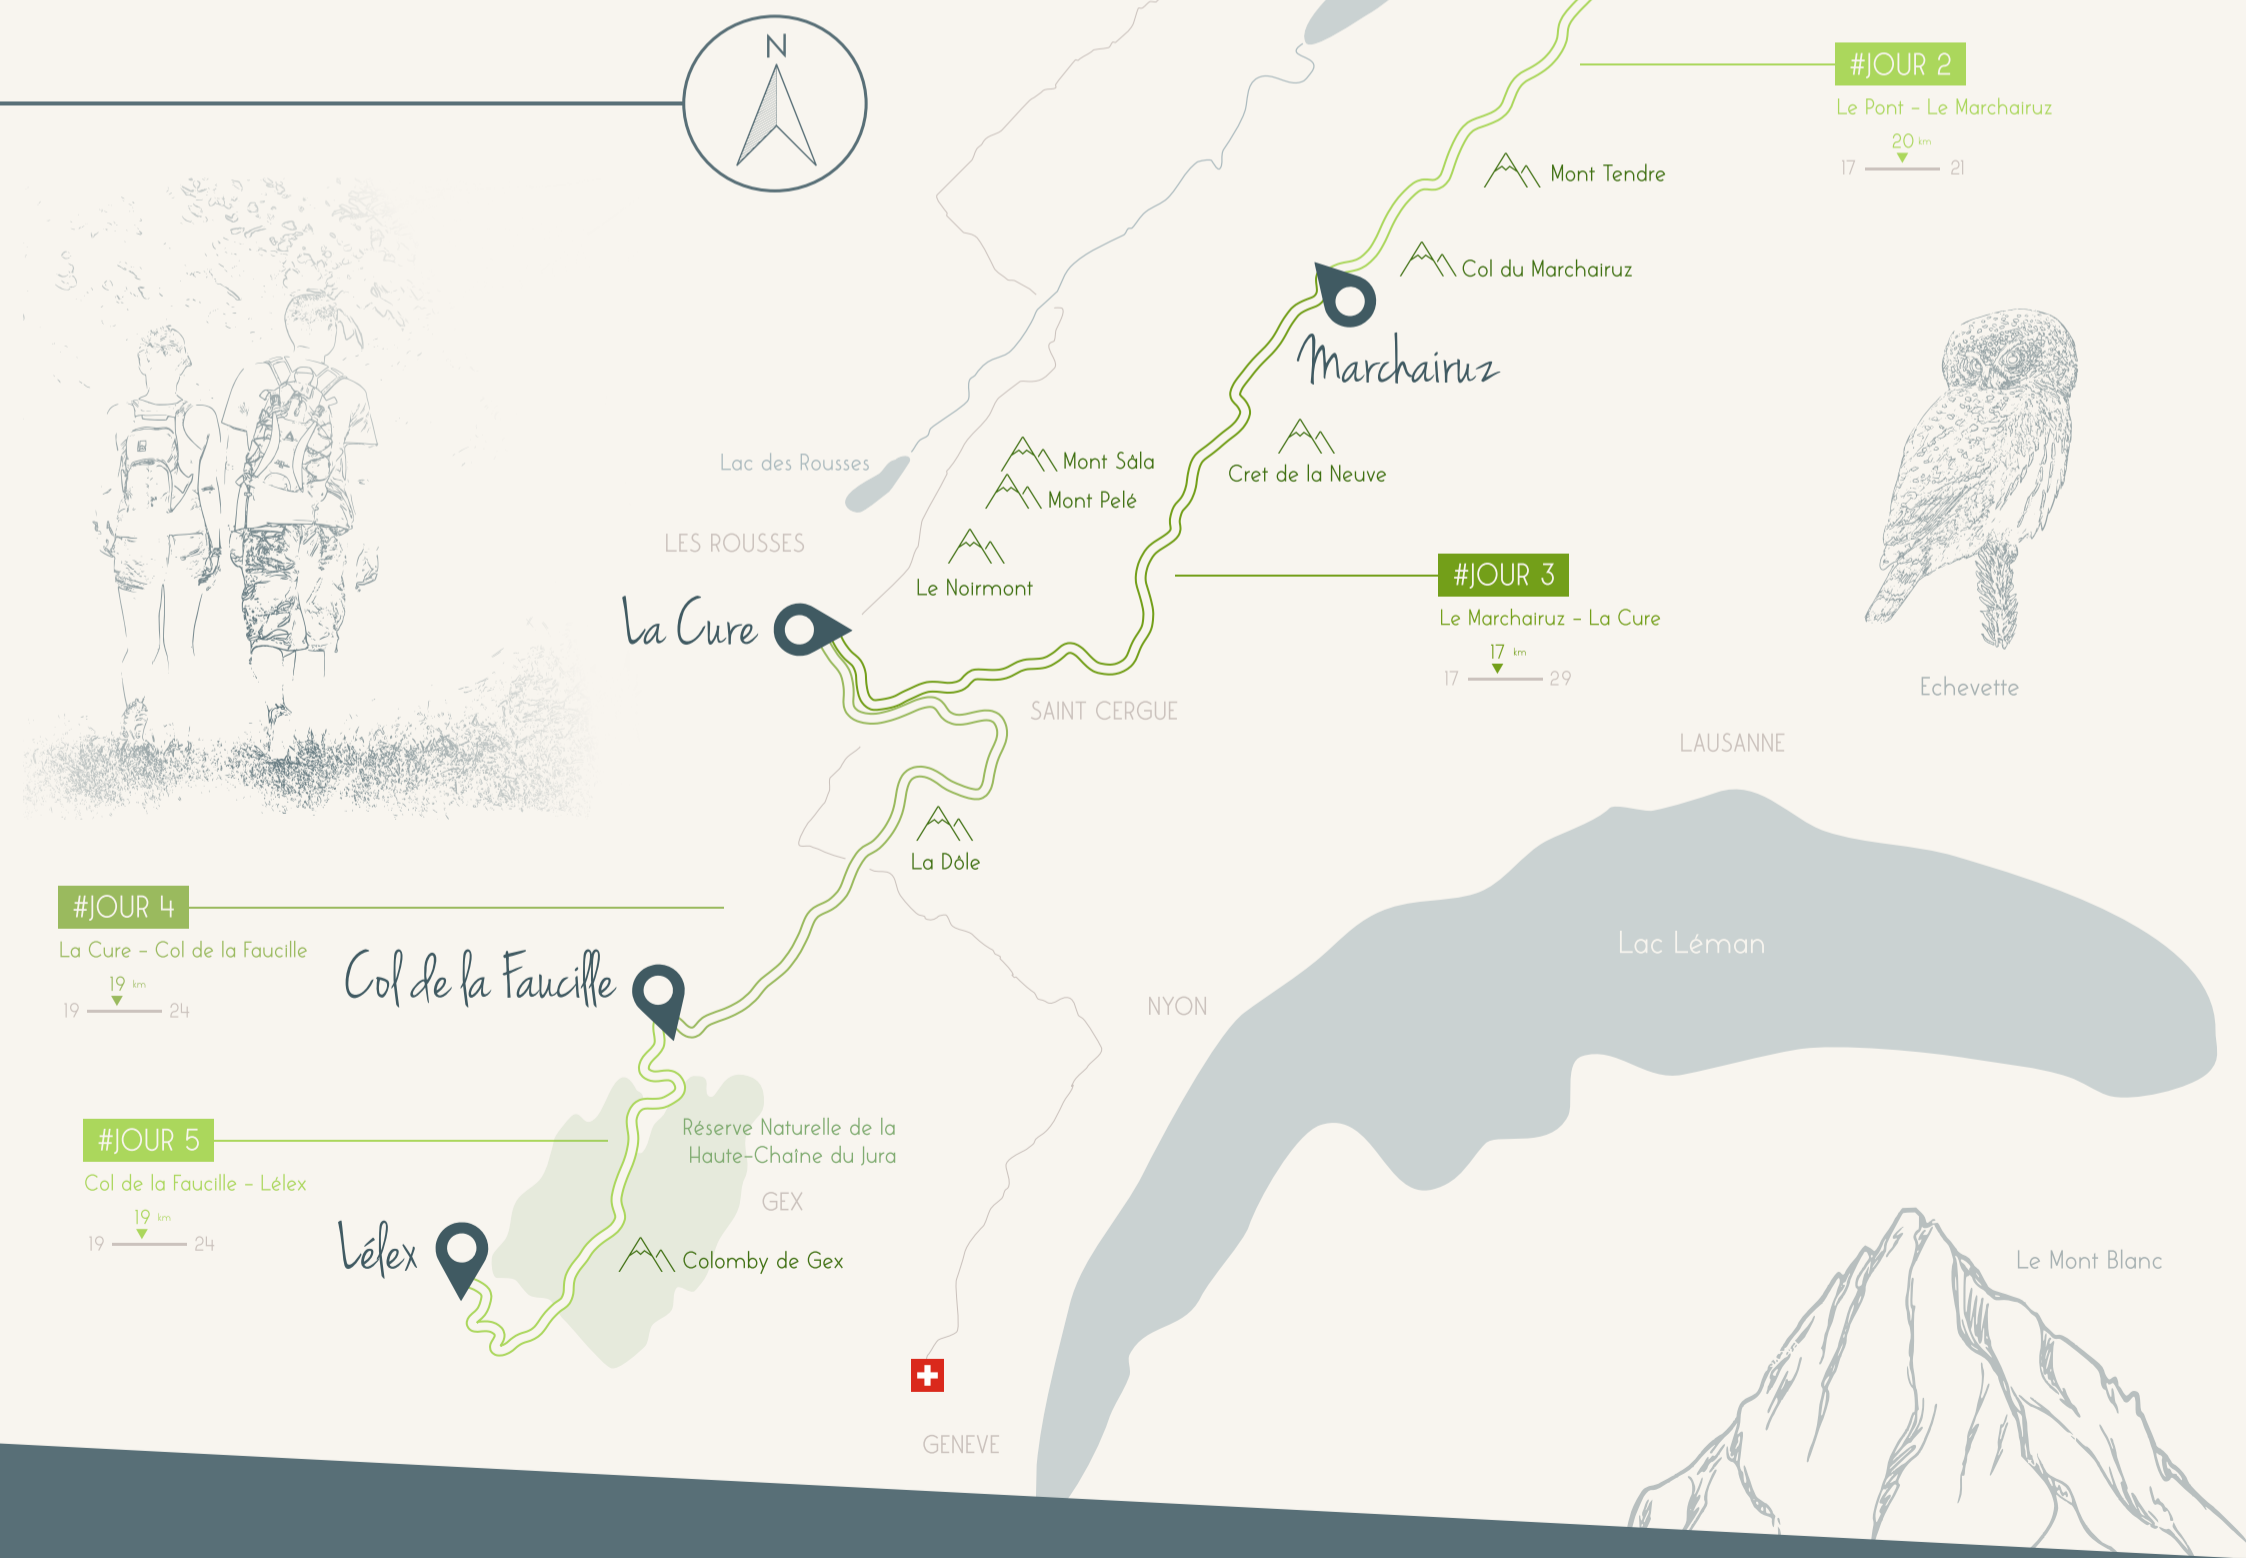 N
#JOUR 2
Le Pont - Le Marchairuz
20 km
17 21
Mont Tendre
Col du Marchairuz
Marchairuz
Lac des Rousses
Mont Sâla
Mont Pelé
Cret de la Neuve
LES ROUSSES
Le Noirmont
La Cure
#JOUR 3
Le Marchairuz - La Cure
17 km
17 29
Echevette
SAINT CERGUE
LAUSANNE
La Dôle
#JOUR 4
La Cure - Col de la Faucille
19 km
19 24
Col de la Faucille
Lac Léman
NYON
#JOUR 5
Col de la Faucille - Lélex
19 km
19 24
Réserve Naturelle de la
Haute-Chaîne du Jura
GEX
Lélex
Colomby de Gex
Le Mont Blanc
GENEVE